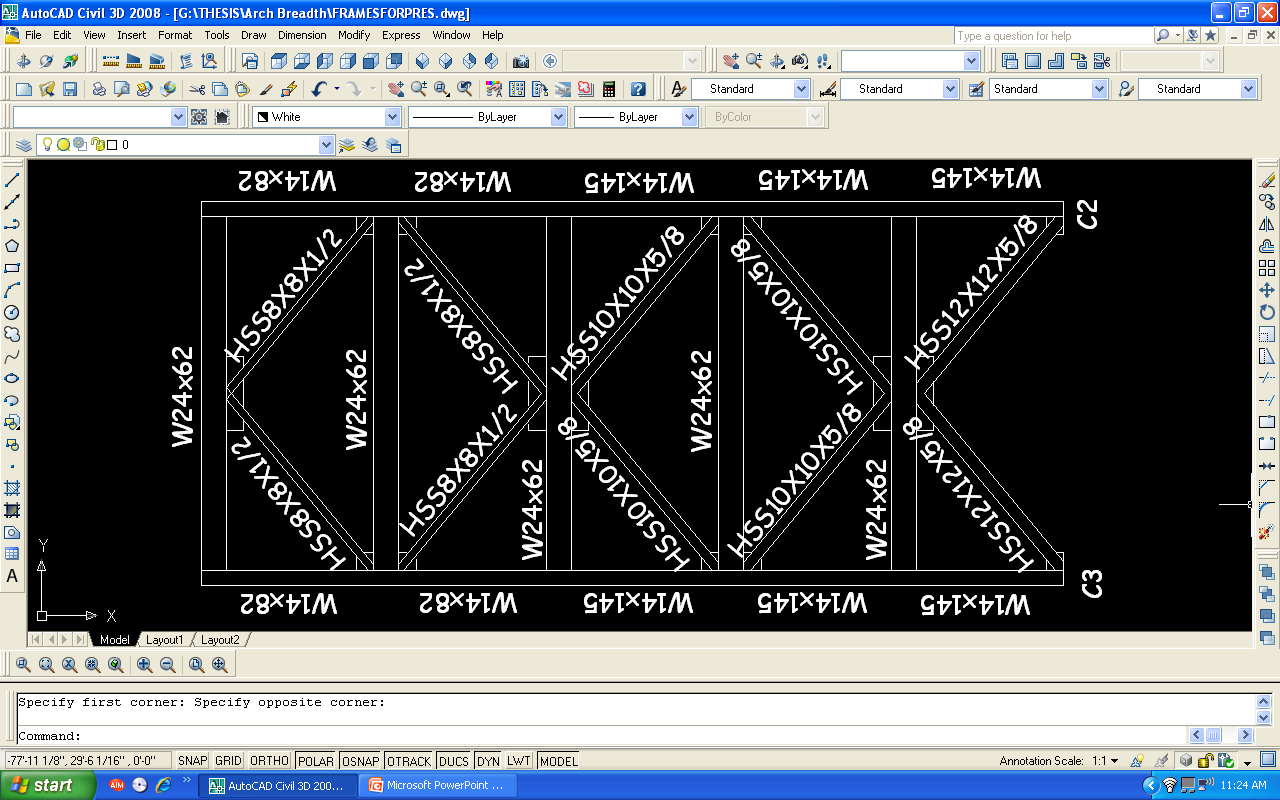 AutoCAD Civil 3D 2008 - [G:\THESIS\Arch Breadth\FRAMESFORPRES.dwg]
File Edit View Insert Format Tools Draw Dimension Modify Express Window Help
Type a question for help
Standard Standard Standard Standard
White ByLayer ByLayer ByColor
0
W14x82 W14x82 W14x145 W14x145 W14x145
C2
HSS8X8X1/2 HSS8X8X1/2 HSS10X10X5/8 HSS10X10X5/8 HSS12X12X5/8
W24x62 W24x62 W24x62 W24x62 W24x62
HSS8X8X1/2 HSS8X8X1/2 HSS10X10X5/8 HSS10X10X5/8 HSS12X12X5/8
C3
W14x82 W14x82 W14x145 W14x145 W14x145
Y
X
A
Model Layout1 Layout2
Specify first corner: Specify opposite corner:
Command:
-77'-11 1/8", 29'-6 1/16" , 0'-0" SNAP GRID ORTHO POLAR OSNAP OTRACK DUCS DYN LWT MODEL Annotation Scale: 1:1
start AIM AutoCAD Civil 3D 200... Microsoft PowerPoint ... 11:24 AM